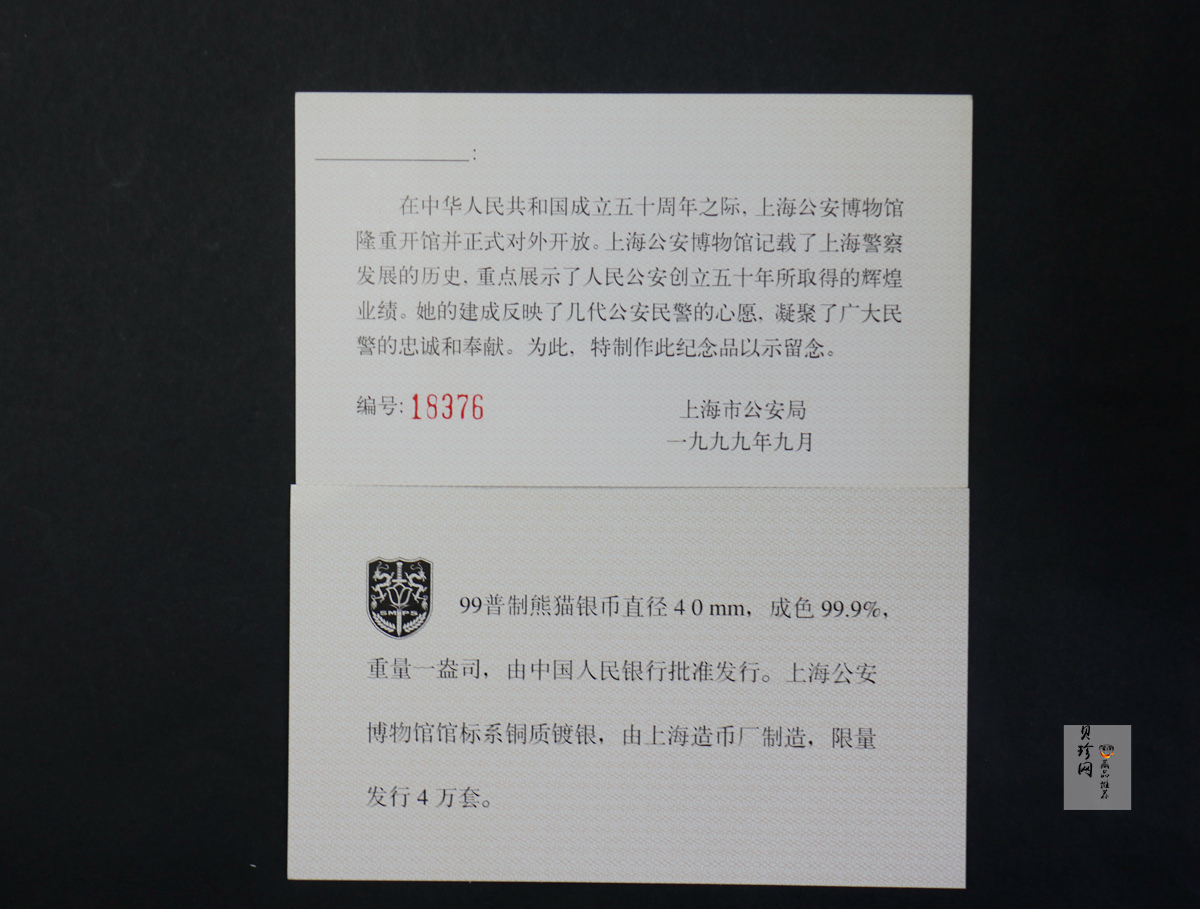 :
在中华人民共和国成立五十周年之际, 上海公安博物馆
隆重开馆并正式对外开放。上海公安博物馆记载了上海警察
发展的历史, 重点展示了人民公安创立五十年所取得的辉煌
业绩。她的建成反映了几代公安民警的心愿, 凝聚了广大民
警的忠诚和奉献。为此, 特制作此纪念品以示留念。
编号: 18376
上海市公安局
一九九九年九月
SMPS
99普制熊猫银币直径 4 0 mm, 成色 99.9%,
重量一盎司, 由中国人民银行批准发行。上海公安
博物馆馆标系铜质镀银, 由上海造币厂制造, 限量
发行 4 万套。
贝珍网
藏品推荐